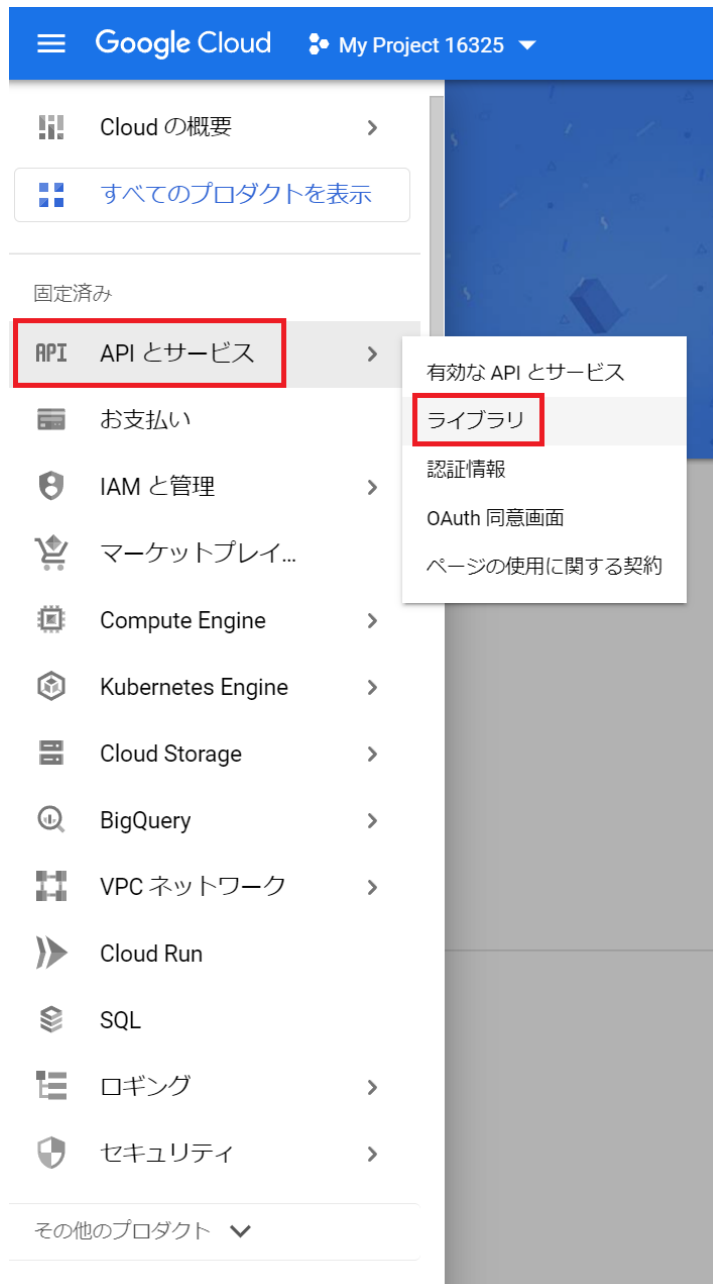 Google Cloud My Project 16325
Cloud の概要
すべてのプロダクトを表示
固定済み
API API とサービス
有効な API とサービス
ライブラリ
認証情報
OAuth 同意画面
ページの使用に関する契約
お支払い
IAM と管理
マーケットプレイ...
Compute Engine
Kubernetes Engine
Cloud Storage
BigQuery
VPC ネットワーク
Cloud Run
SQL
ロギング
セキュリティ
その他のプロダクト